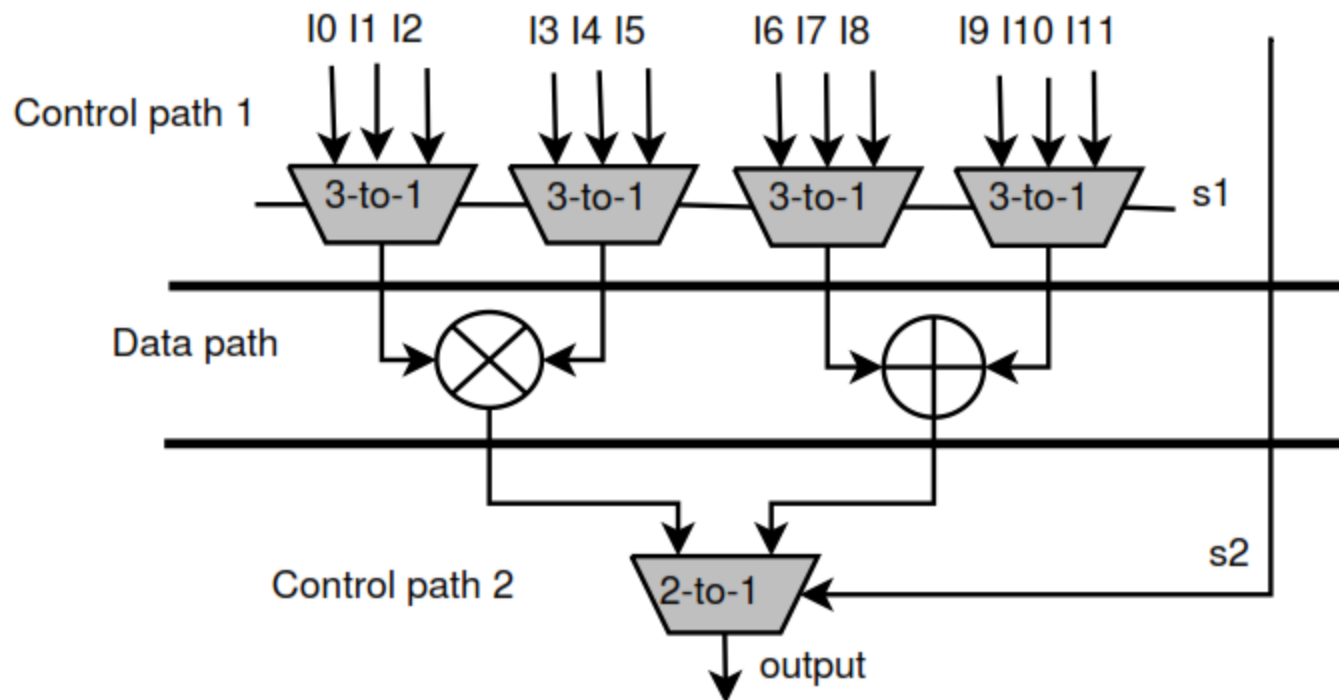 I0 I1 I2 I3 I4 I5 I6 I7 I8 I9 I10 I11
Control path 1
3-to-1 3-to-1 3-to-1 3-to-1 s1
Data path
s2
Control path 2 2-to-1
output